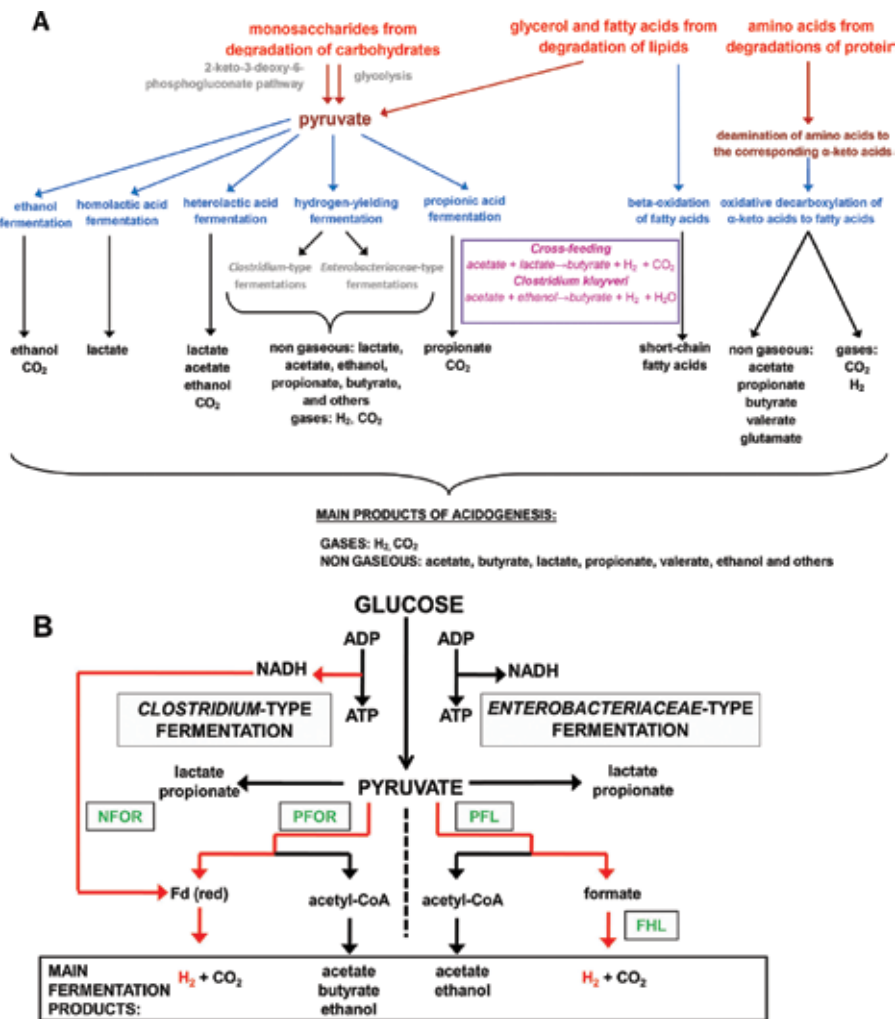 A
monosaccharides from
degradation of carbohydrates
glycerol and fatty acids from
degradation of lipids
amino acids from
degradations of protein
2-keto-3-deoxy-6-
phosphogluconate pathway
glycolysis
pyruvate
deamination of amino acids to
the corresponding α-keto acids
ethanol
fermentation
homolactic acid
fermentation
heterolactic acid
fermentation
hydrogen-yielding
fermentation
propionic acid
fermentation
beta-oxidation
of fatty acids
oxidative decarboxylation of
α-keto acids to fatty acids
Clostridium-type
fermentations
Enterobacteriaceae-type
fermentations
Cross-feeding
acetate + lactate→butyrate + H₂ + CO₂
Clostridium kluyveri
acetate + ethanol→butyrate + H₂ + H₂O
ethanol
CO₂
lactate
lactate
acetate
ethanol
CO₂
non gaseous: lactate,
acetate, ethanol,
propionate, butyrate,
and others
gases: H₂, CO₂
propionate
CO₂
short-chain
fatty acids
non gaseous:
acetate
propionate
butyrate
valerate
glutamate
gases:
CO₂
H₂
MAIN PRODUCTS OF ACIDOGENESIS:
GASES: H₂, CO₂
NON GASEOUS: acetate, butyrate, lactate, propionate, valerate, ethanol and others
B
GLUCOSE
ADP
ADP
NADH
NADH
ATP
ATP
CLOSTRIDIUM-TYPE
FERMENTATION
ENTEROBACTERIACEAE-TYPE
FERMENTATION
lactate
propionate
PYRUVATE
lactate
propionate
NFOR
PFOR
PFL
Fd (red)
acetyl-CoA
acetyl-CoA
formate
FHL
MAIN
FERMENTATION
PRODUCTS:
H₂ + CO₂
acetate
butyrate
ethanol
acetate
ethanol
H₂ + CO₂